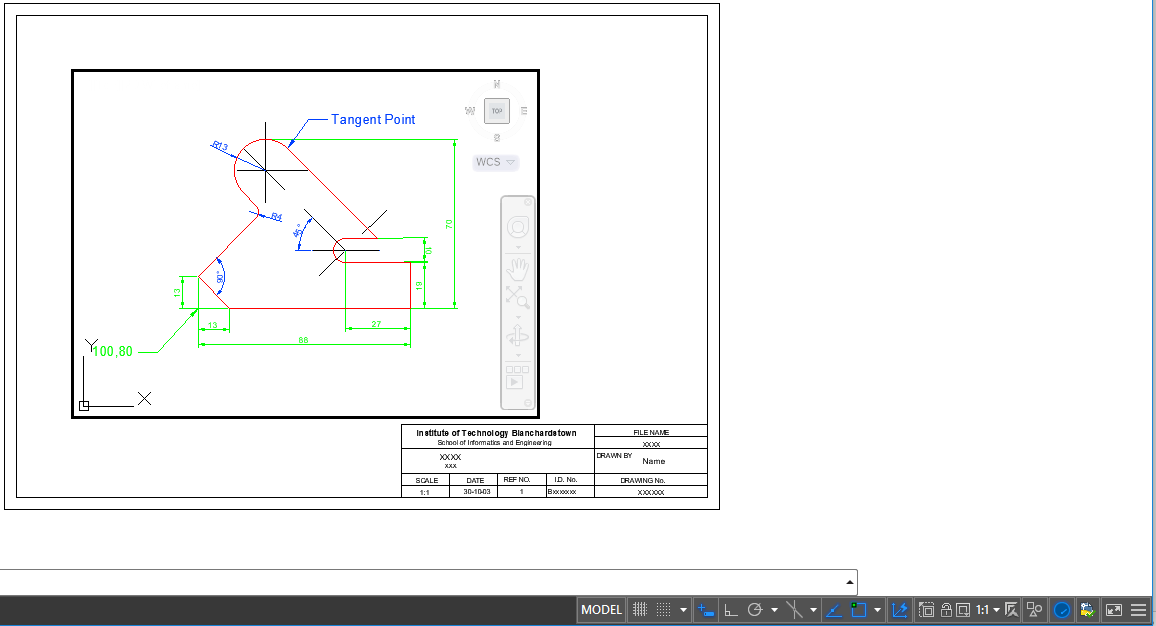 N
W
TOP
E
WCS
Tangent Point
R13
R4
45°
90°
70
10
19
13
13
27
88
100,80
Y
X
Institute of Technology Blanchardstown
School of Informatics and Engineering
FILE NAME
XXXX
XXXX
XXX
DRAWN BY
Name
SCALE
DATE
REF NO.
I.D. No.
DRAWING No.
1:1
30-10-03
1
Bxxxxxxx
XXXXXX
MODEL
1:1